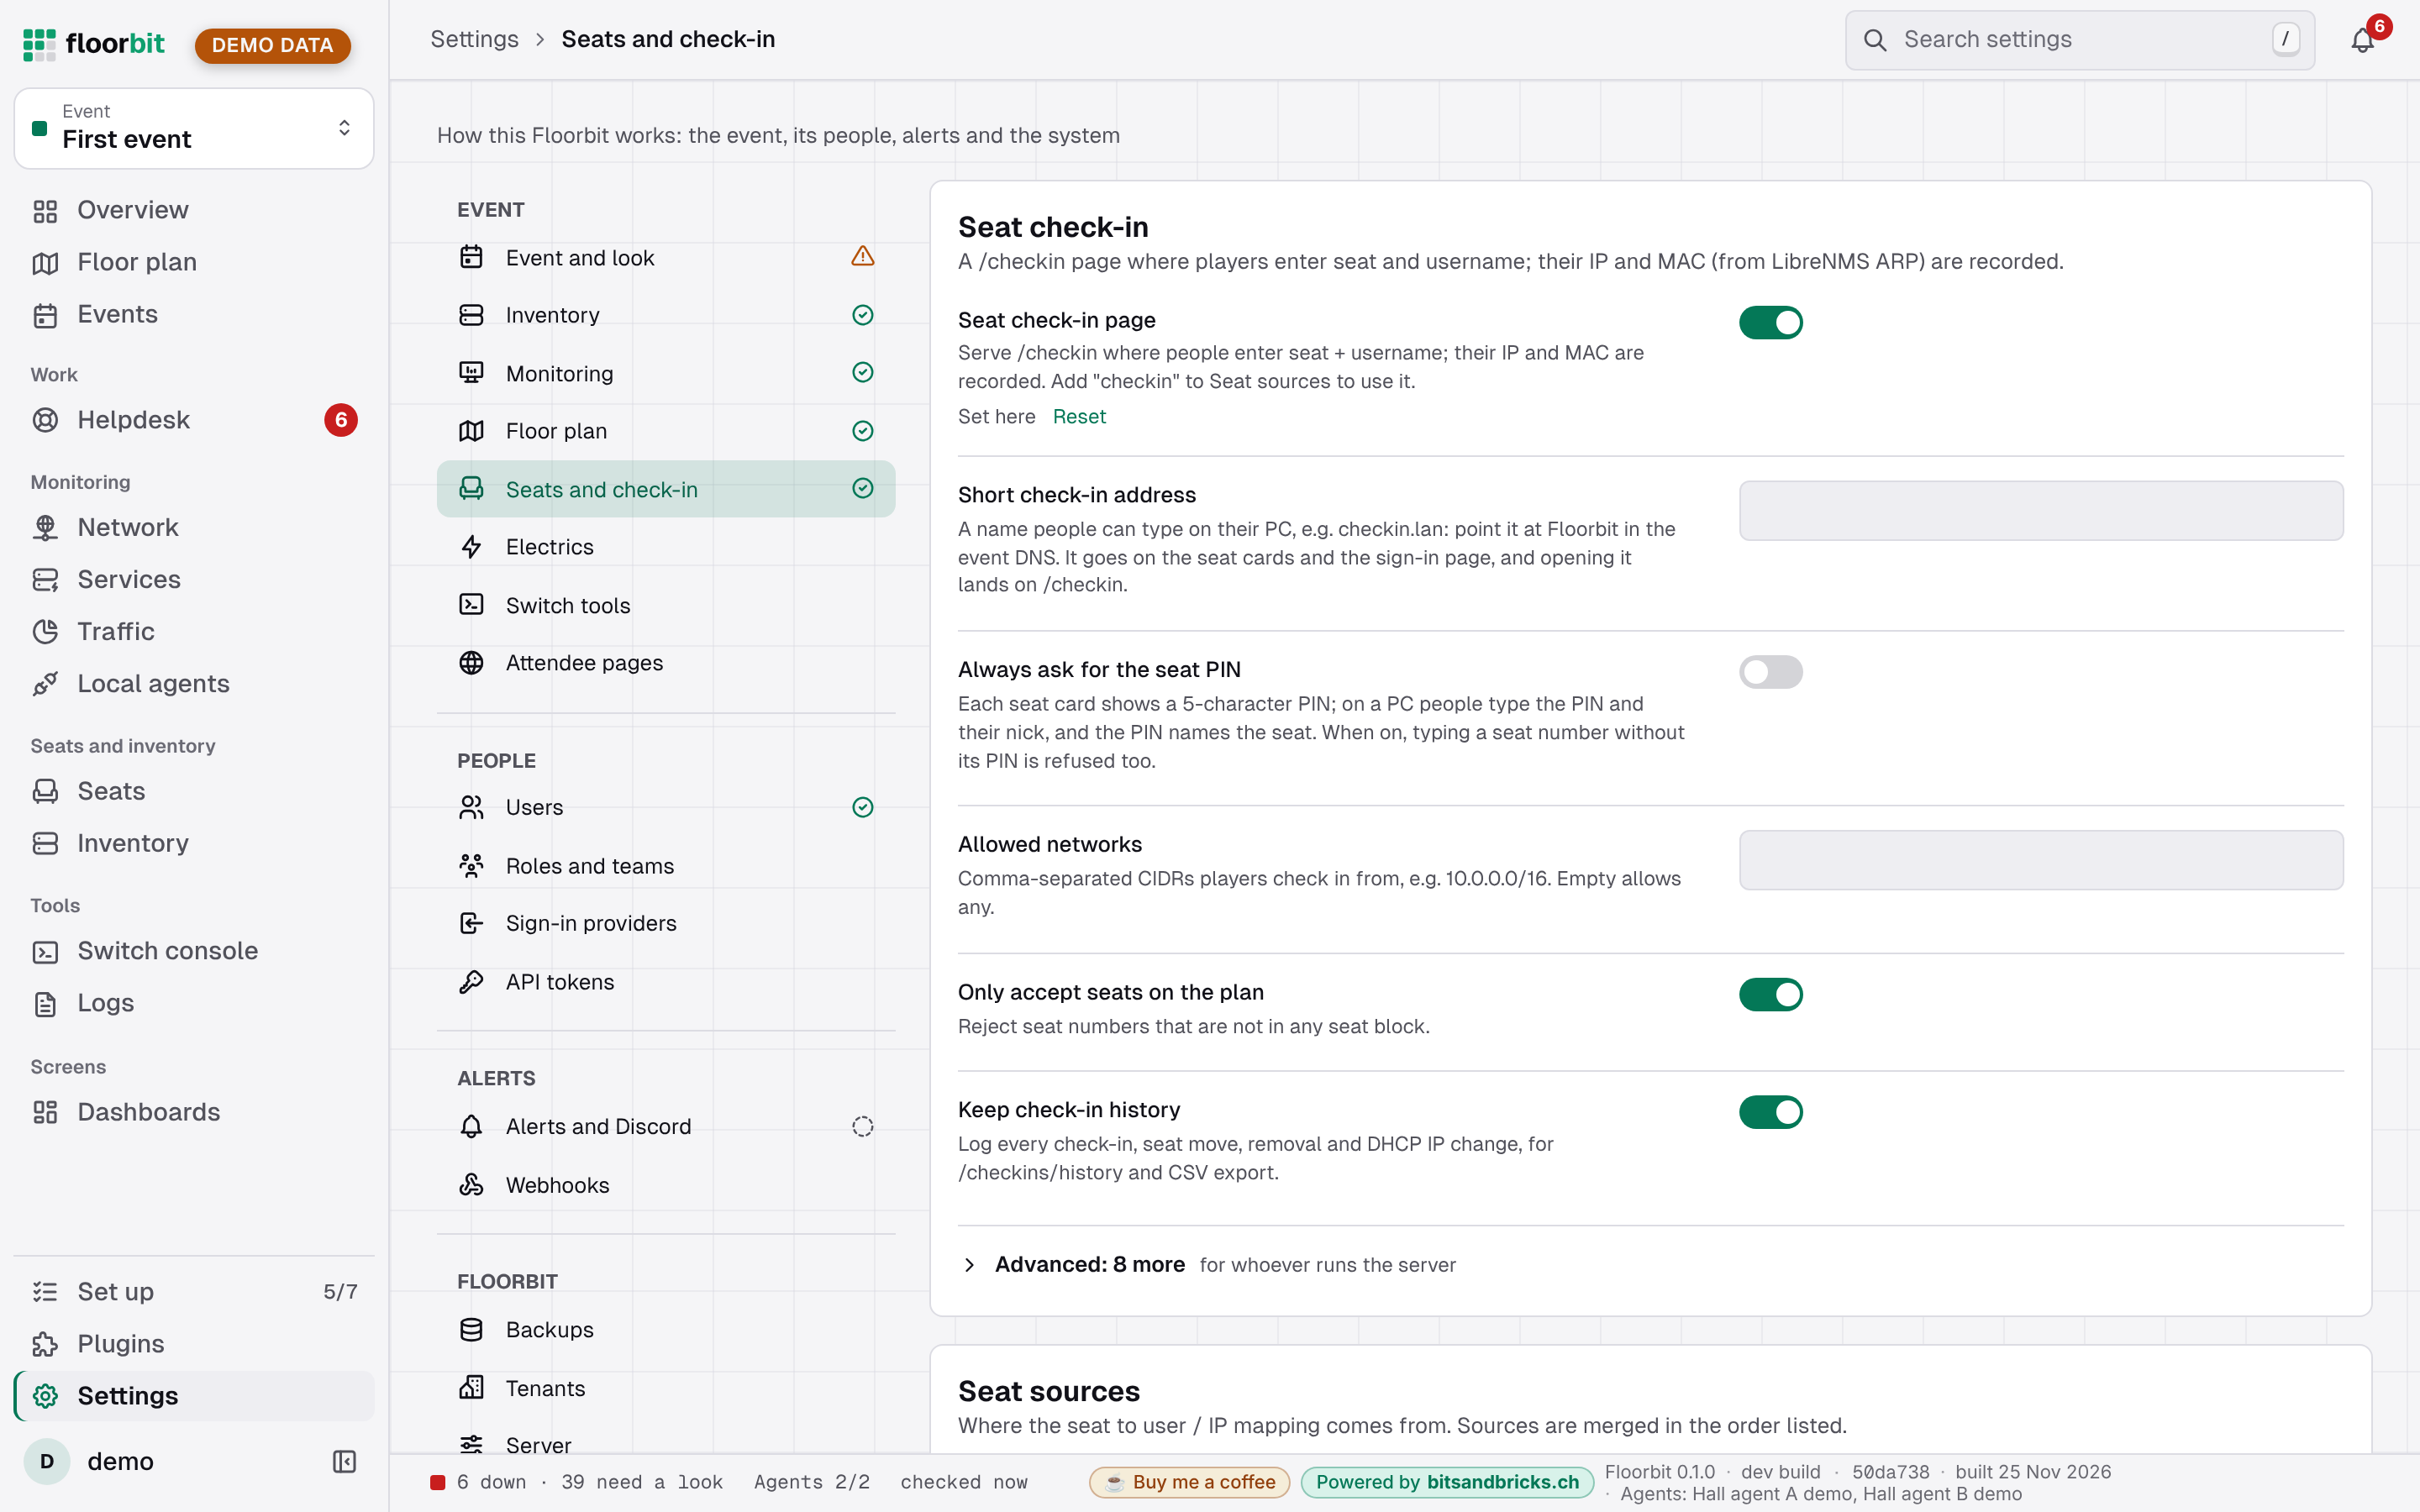 floorbit
DEMO DATA
Event
First event
Overview
Floor plan
Events
Work
Helpdesk
6
Monitoring
Network
Services
Traffic
Local agents
Seats and inventory
Seats
Inventory
Tools
Switch console
Logs
Screens
Dashboards
Set up
5/7
Plugins
Settings
D
demo
Settings > Seats and check-in
Search settings
/
6
How this Floorbit works: the event, its people, alerts and the system
EVENT
Event and look
Inventory
Monitoring
Floor plan
Seats and check-in
Electrics
Switch tools
Attendee pages
PEOPLE
Users
Roles and teams
Sign-in providers
API tokens
ALERTS
Alerts and Discord
Webhooks
FLOORBIT
Backups
Tenants
Server
Seat check-in
A /checkin page where players enter seat and username; their IP and MAC (from LibreNMS ARP) are recorded.
Seat check-in page
Serve /checkin where people enter seat + username; their IP and MAC are
recorded. Add "checkin" to Seat sources to use it.
Set here Reset
Short check-in address
A name people can type on their PC, e.g. checkin.lan: point it at Floorbit in the
event DNS. It goes on the seat cards and the sign-in page, and opening it
lands on /checkin.
Always ask for the seat PIN
Each seat card shows a 5-character PIN; on a PC people type the PIN and
their nick, and the PIN names the seat. When on, typing a seat number without
its PIN is refused too.
Allowed networks
Comma-separated CIDRs players check in from, e.g. 10.0.0.0/16. Empty allows
any.
Only accept seats on the plan
Reject seat numbers that are not in any seat block.
Keep check-in history
Log every check-in, seat move, removal and DHCP IP change, for
/checkins/history and CSV export.
Advanced: 8 more for whoever runs the server
Seat sources
Where the seat to user / IP mapping comes from. Sources are merged in the order listed.
6 down · 39 need a look Agents 2/2 checked now
Buy me a coffee
Powered by bitsandbricks.ch
Floorbit 0.1.0 · dev build · 50da738 · built 25 Nov 2026
· Agents: Hall agent A demo, Hall agent B demo